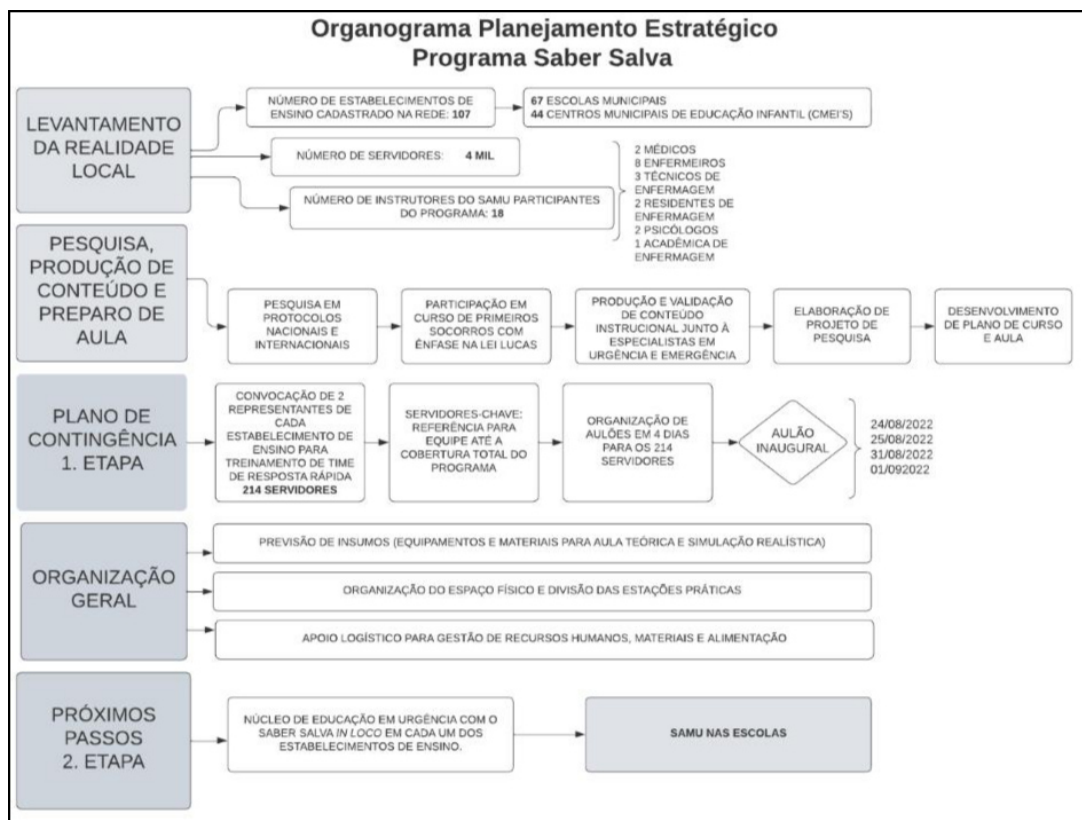 Organograma Planejamento Estratégico
Programa Saber Salva
LEVANTAMENTO
DA REALIDADE
LOCAL
NÚMERO DE ESTABELECIMENTOS DE
ENSINO CADASTRADO NA REDE: 107
67 ESCOLAS MUNICIPAIS
44 CENTROS MUNICIPAIS DE EDUCAÇÃO INFANTIL (CMEI'S)
NÚMERO DE SERVIDORES: 4 MIL
NÚMERO DE INSTRUTORES DO SAMU PARTICIPANTES
DO PROGRAMA: 18
2 MÉDICOS
8 ENFERMEIROS
3 TÉCNICOS DE
ENFERMAGEM
2 RESIDENTES DE
ENFERMAGEM
2 PSICÓLOGOS
1 ACADÊMICA DE
ENFERMAGEM
PESQUISA,
PRODUÇÃO DE
CONTEÚDO E
PREPARO DE
AULA
PESQUISA EM
PROTOCOLOS
NACIONAIS E
INTERNACIONAIS
PARTICIPAÇÃO EM
CURSO DE PRIMEIROS
SOCORROS COM
ÊNFASE NA LEI LUCAS
PRODUÇÃO E VALIDAÇÃO
DE CONTEÚDO
INSTRUCIONAL JUNTO À
ESPECIALISTAS EM
URGÊNCIA E EMERGÊNCIA
ELABORAÇÃO DE
PROJETO DE
PESQUISA
DESENVOLVIMENTO
DE PLANO DE CURSO
E AULA
PLANO DE
CONTINGÊNCIA
1. ETAPA
CONVOCAÇÃO DE 2
REPRESENTANTES DE
CADA
ESTABELECIMENTO DE
ENSINO PARA
TREINAMENTO DE TIME
DE RESPOSTA RÁPIDA
214 SERVIDORES
SERVIDORES-CHAVE:
REFERÊNCIA PARA
EQUIPE ATÉ A
COBERTURA TOTAL DO
PROGRAMA
ORGANIZAÇÃO DE
AULÕES EM 4 DIAS
PARA OS 214
SERVIDORES
AULÃO
INAUGURAL
24/08/2022
25/08/2022
31/08/2022
01/092022
ORGANIZAÇÃO
GERAL
PREVISÃO DE INSUMOS (EQUIPAMENTOS E MATERIAIS PARA AULA TEÓRICA E SIMULAÇÃO REALÍSTICA)
ORGANIZAÇÃO DO ESPAÇO FÍSICO E DIVISÃO DAS ESTAÇÕES PRÁTICAS
APOIO LOGÍSTICO PARA GESTÃO DE RECURSOS HUMANOS, MATERIAIS E ALIMENTAÇÃO
PRÓXIMOS
PASSOS
2. ETAPA
NÚCLEO DE EDUCAÇÃO EM URGÊNCIA COM O
SABER SALVA IN LOCO EM CADA UM DOS
ESTABELECIMENTOS DE ENSINO.
SAMU NAS ESCOLAS